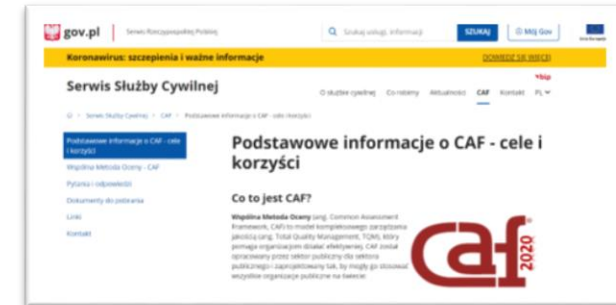 gov.pl
Serwis Rzeczypospolitej Polskiej
Szukaj usług, informacji
SZUKAJ
Mój Gov
Koronawirus: szczepienia i ważne informacje
DOWIEDZ SIĘ WIĘCEJ
Serwis Służby Cywilnej
bip
O służbie cywilnej Co robimy Aktualności CAF Kontakt PL
Serwis Służby Cywilnej > CAF > Podstawowe informacje o CAF - cele i korzyści
Podstawowe informacje o CAF - cele
i korzyści
Wspólna Metoda Oceny - CAF
Pytania i odpowiedzi
Dokumenty do pobrania
Linki
Kontakt
Podstawowe informacje o CAF - cele i
korzyści
Co to jest CAF?
Wspólna Metoda Oceny (ang. Common Assessment
Framework, CAF) to model kompleksowego zarządzania
jakością (ang. Total Quality Management, TQM), który
pomaga organizacjom działać efektywniej. CAF został
opracowany przez sektor publiczny dla sektora
publicznego i zaprojektowany tak, by mogły go stosować
wszystkie organizacje publiczne na świecie.
caf
2020